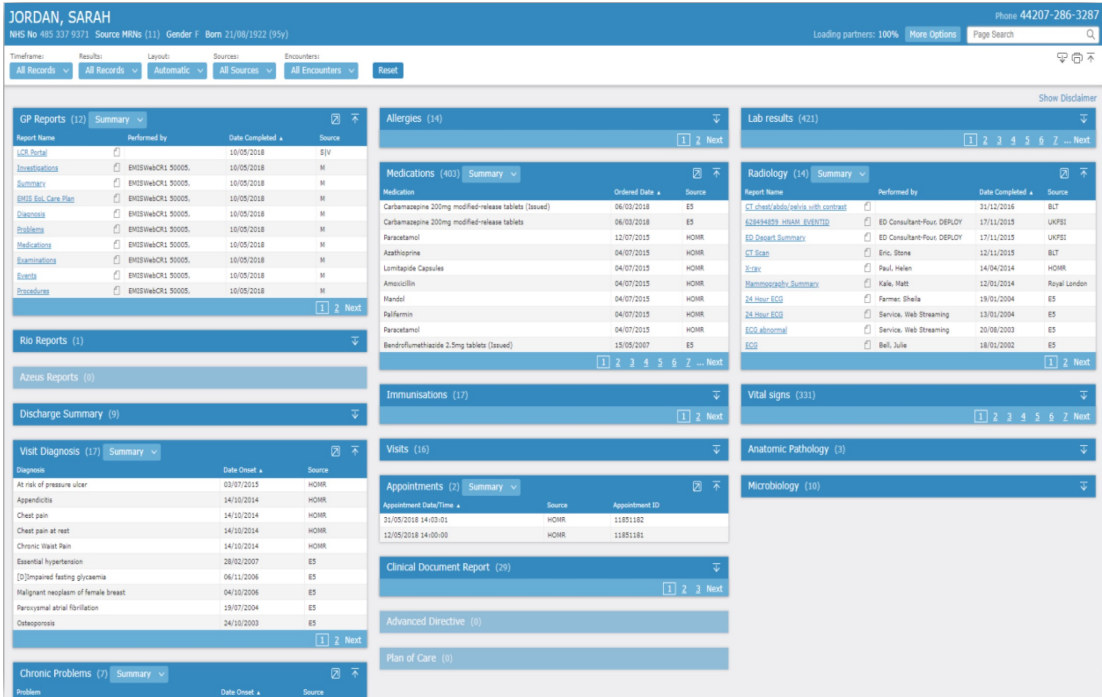 JORDAN, SARAH
Phone 44207-286-3287
NHS No 485 337 9371 Source MRNs (11) Gender F Born 21/08/1922 (95y)
Loading partners: 100% More Options Page Search
Timeframe: Results: Layout: Sources: Encounters:
All Records All Records Automatic All Sources All Encounters Reset
Show Disclaimer
GP Reports (12) Summary
Report Name Performed by Date Completed Source
LCR Portal 10/05/2018 S|V
Investigations EMISWebCR1 50005, 10/05/2018 M
Summary EMISWebCR1 50005, 10/05/2018 M
EMIS EoL Care Plan EMISWebCR1 50005, 10/05/2018 M
Diagnosis EMISWebCR1 50005, 10/05/2018 M
Problems EMISWebCR1 50005, 10/05/2018 M
Medications EMISWebCR1 50005, 10/05/2018 M
Examinations EMISWebCR1 50005, 10/05/2018 M
Events EMISWebCR1 50005, 10/05/2018 M
Procedures EMISWebCR1 50005, 10/05/2018 M
1 2 Next
Rio Reports (1)
Azeus Reports (0)
Discharge Summary (9)
Visit Diagnosis (17) Summary
Diagnosis Date Onset Source
At risk of pressure ulcer 03/07/2015 HOMR
Appendicitis 14/10/2014 HOMR
Chest pain 14/10/2014 HOMR
Chest pain at rest 14/10/2014 HOMR
Chronic Waist Pain 14/10/2014 HOMR
Essential hypertension 28/02/2007 E5
[D]Impaired fasting glycaemia 06/11/2006 E5
Malignant neoplasm of female breast 04/10/2006 E5
Paroxysmal atrial fibrillation 19/07/2004 E5
Osteoporosis 24/10/2003 E5
1 2 Next
Chronic Problems (7) Summary
Problem Date Onset Source
Allergies (14)
1 2 Next
Medications (403) Summary
Medication Ordered Date Source
Carbamazepine 200mg modified-release tablets (Issued) 06/03/2018 E5
Carbamazepine 200mg modified-release tablets 06/03/2018 E5
Paracetamol 12/07/2015 HOMR
Azathioprine 04/07/2015 HOMR
Lomitapide Capsules 04/07/2015 HOMR
Amoxicillin 04/07/2015 HOMR
Mandol 04/07/2015 HOMR
Palifermin 04/07/2015 HOMR
Paracetamol 04/07/2015 HOMR
Bendroflumethiazide 2.5mg tablets (Issued) 15/05/2007 E5
1 2 3 4 5 6 7 ... Next
Immunisations (17)
1 2 Next
Visits (16)
Appointments (2) Summary
Appointment Date/Time Source Appointment ID
31/05/2018 14:03:01 HOMR 11851182
12/05/2018 14:00:00 HOMR 11851181
Clinical Document Report (29)
1 2 3 Next
Advanced Directive (0)
Plan of Care (0)
Lab results (421)
1 2 3 4 5 6 7 ... Next
Radiology (14) Summary
Report Name Performed by Date Completed Source
CT chest/abdo/pelvis with contrast 31/12/2016 BLT
628494859 HNAM EVENTID ED Consultant-Four, DEPLOY 17/11/2015 UKFSI
ED Depart Summary ED Consultant-Four, DEPLOY 17/11/2015 UKFSI
CT Scan Eric, Stone 12/11/2015 BLT
X-ray Paul, Helen 14/04/2014 HOMR
Mammography Summary Kale, Matt 12/01/2014 Royal London
24 Hour ECG Farmer, Sheila 19/01/2004 E5
24 Hour ECG Service, Web Streaming 13/01/2004 E5
ECG abnormal Service, Web Streaming 20/08/2003 E5
ECG Bell, Julie 18/01/2002 E5
1 2 Next
Vital signs (331)
1 2 3 4 5 6 7 Next
Anatomic Pathology (3)
Microbiology (10)